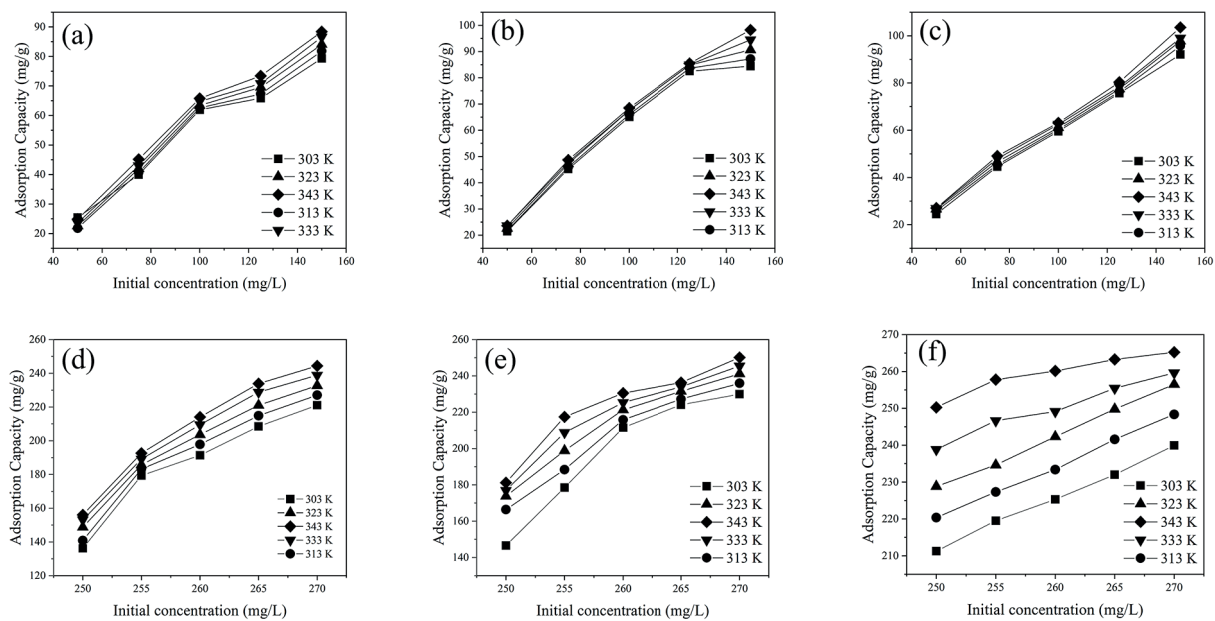 (a)
Adsorption Capacity (mg/g)
90
80
70
60
50
40
30
20
303 K
323 K
343 K
313 K
333 K
40 60 80 100 120 140 160
Initial concentration (mg/L)
(b)
Adsorption Capacity (mg/g)
100
90
80
70
60
50
40
30
20
303 K
323 K
343 K
333 K
313 K
40 60 80 100 120 140 160
Initial concentration (mg/L)
(c)
Adsorption Capacity (mg/g)
100
80
60
40
20
303 K
323 K
343 K
333 K
313 K
40 60 80 100 120 140 160
Initial concentration (mg/L)
(d)
Adsorption Capacity (mg/g)
260
240
220
200
180
160
140
120
303 K
323 K
343 K
333 K
313 K
250 255 260 265 270
Initial concentration (mg/L)
(e)
Adsorption Capacity (mg/g)
260
240
220
200
180
160
140
303 K
323 K
343 K
333 K
313 K
250 255 260 265 270
Initial concentration (mg/L)
(f)
Adsorption Capacity (mg/g)
270
260
250
240
230
220
210
303 K
323 K
343 K
333 K
313 K
250 255 260 265 270
Initial concentration (mg/L)